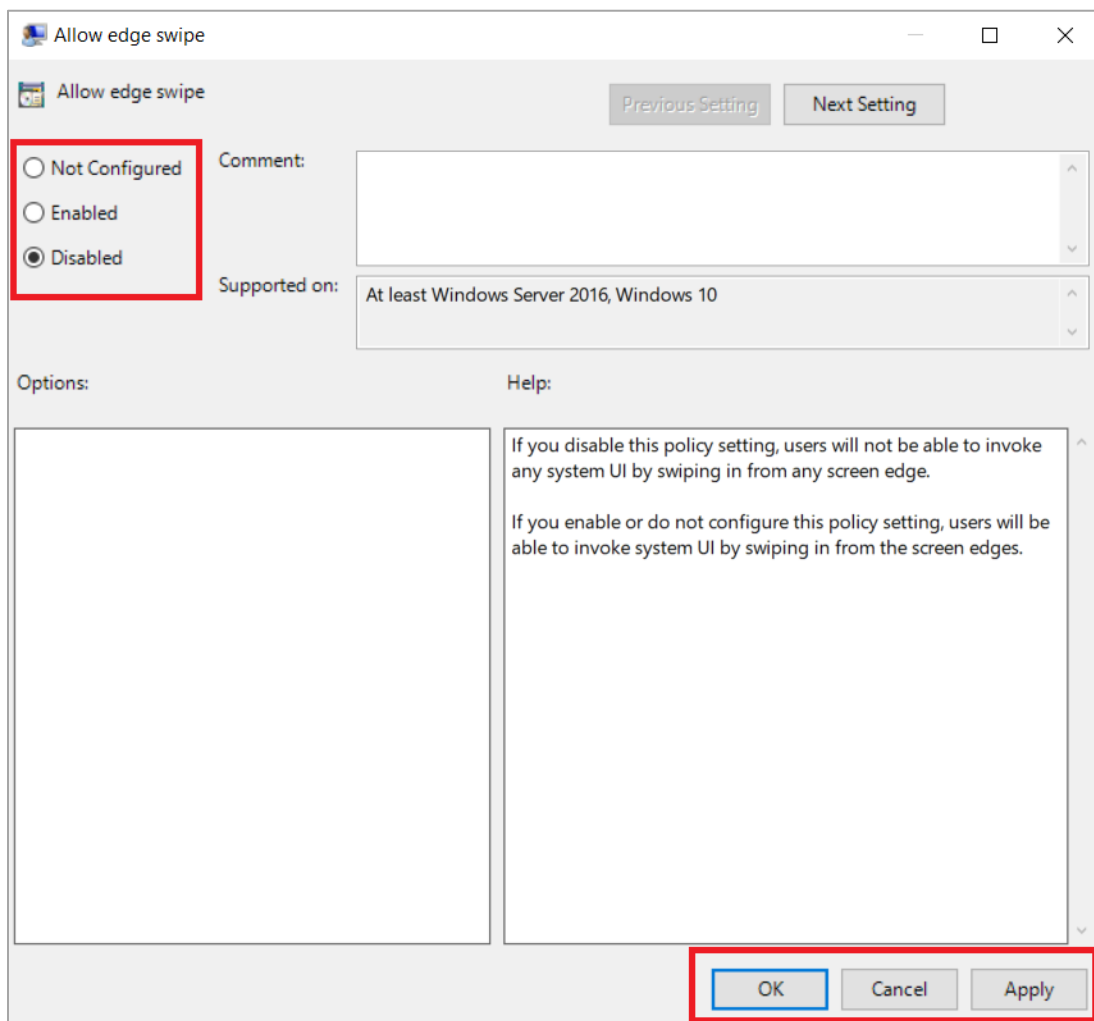 Allow edge swipe
Allow edge swipe
Previous Setting
Next Setting
Not Configured
Enabled
Disabled
Comment:
Supported on:
At least Windows Server 2016, Windows 10
Options:
Help:
If you disable this policy setting, users will not be able to invoke
any system UI by swiping in from any screen edge.
If you enable or do not configure this policy setting, users will be
able to invoke system UI by swiping in from the screen edges.
OK
Cancel
Apply